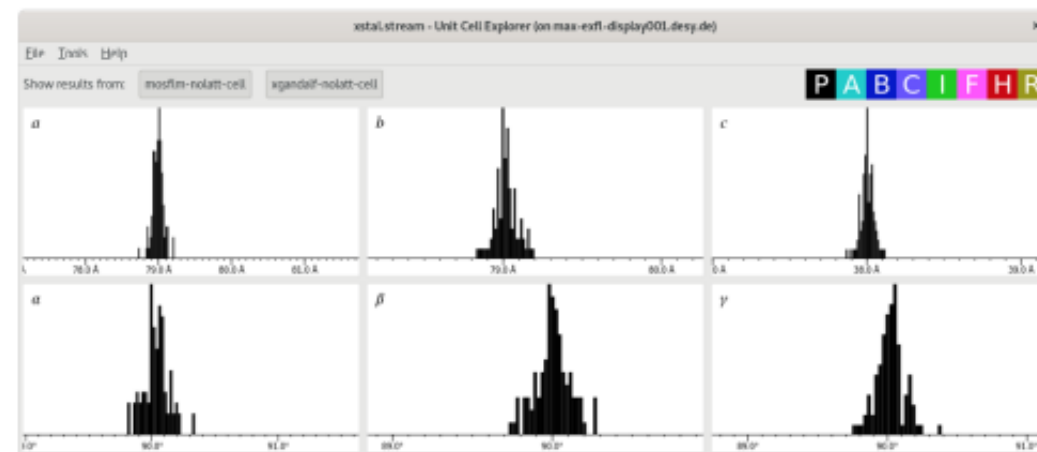 xstal.stream - Unit Cell Explorer (on max-exfl-display001.desy.de)
File Tools Help
Show results from: mosflm-nolatt-cell xgandalf-nolatt-cell P A B C I F H R
a b c
78.0 A 79.0 A 80.0 A 81.0 A 79.0 A 80.0 A 38.0 A 39.0 A
α β γ
90.0° 91.0° 89.0° 90.0° 89.0° 90.0° 91.0°